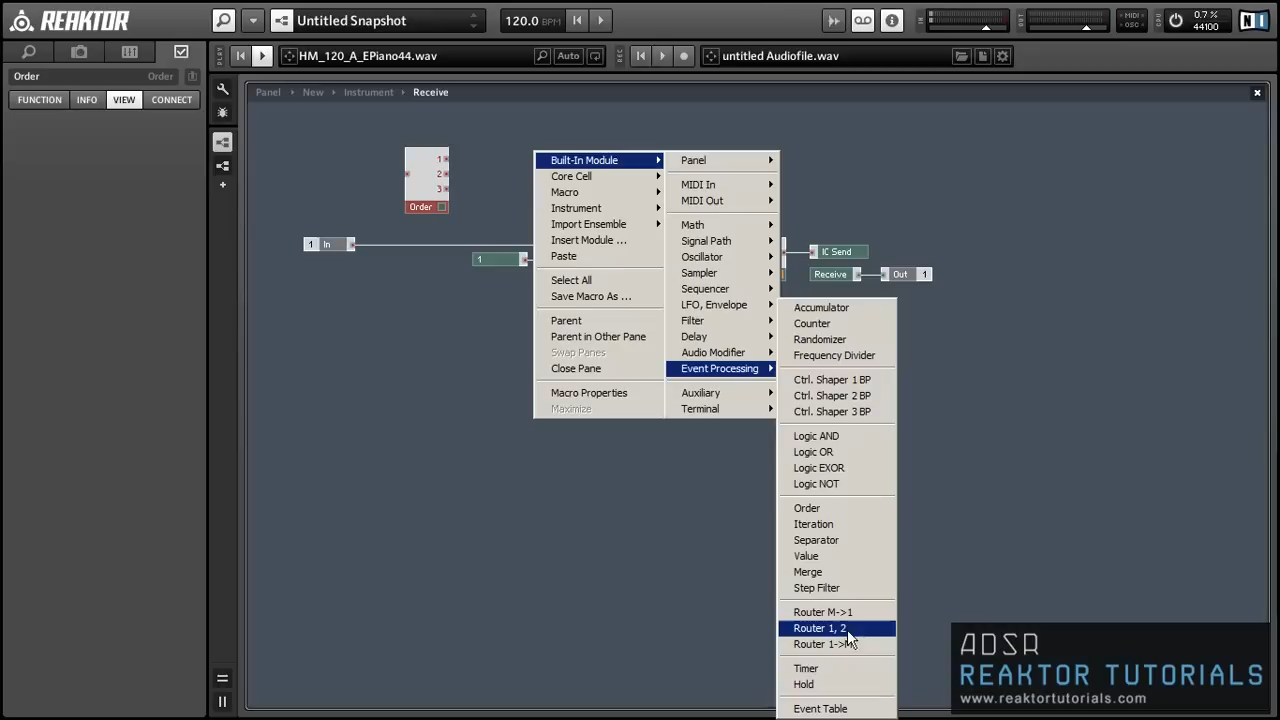 REAKTOR
Untitled Snapshot
120.0 BPM
MIDI
OSC
0.7 %
44100
NI
HM_120_A_EPiano44.wav
Auto
untitled Audiofile.wav
Order
Order
FUNCTION
INFO
VIEW
CONNECT
Panel
New
Instrument
Receive
1
2
3
Order
1 In
1
IC Send
Receive
Out 1
Built-In Module
Core Cell
Macro
Instrument
Import Ensemble
Insert Module ...
Paste
Select All
Save Macro As ...
Parent
Parent in Other Pane
Swap Panes
Close Pane
Macro Properties
Maximize
Panel
MIDI In
MIDI Out
Math
Signal Path
Oscillator
Sampler
Sequencer
LFO, Envelope
Filter
Delay
Audio Modifier
Event Processing
Auxiliary
Terminal
Accumulator
Counter
Randomizer
Frequency Divider
Ctrl. Shaper 1 BP
Ctrl. Shaper 2 BP
Ctrl. Shaper 3 BP
Logic AND
Logic OR
Logic EXOR
Logic NOT
Order
Iteration
Separator
Value
Merge
Step Filter
Router M->1
Router 1, 2
Router 1->M
Timer
Hold
Event Table
ADSR
REAKTOR TUTORIALS
www.reaktortutorials.com